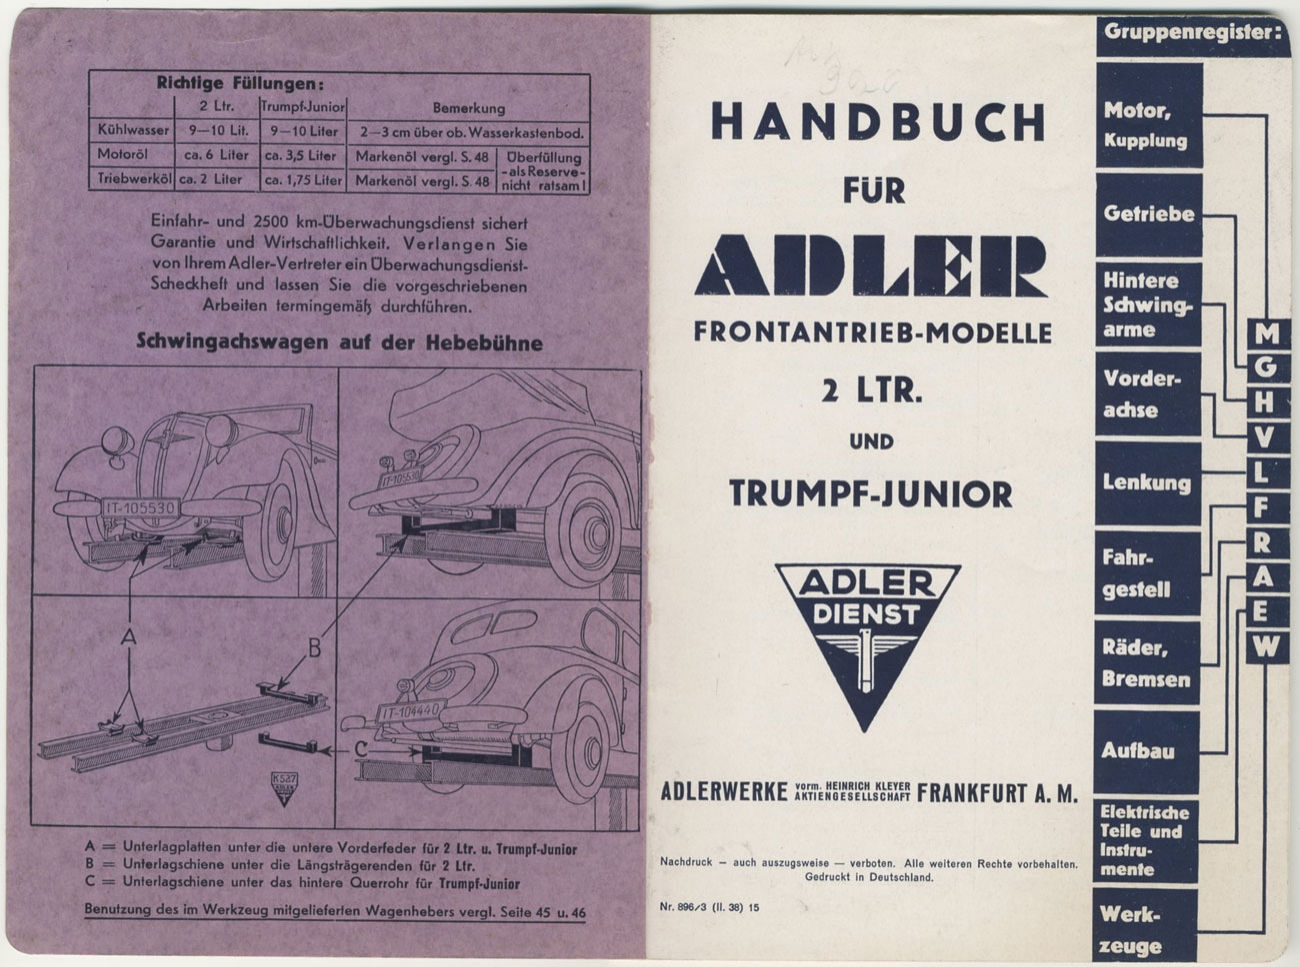 Richtige Füllungen:
2 Ltr. Trumpf-Junior Bemerkung
Kühlwasser 9—10 Lit. 9—10 Liter 2—3 cm über ob. Wasserkastenbod.
Motoröl ca. 6 Liter ca. 3,5 Liter Markenöl vergl. S. 48 Überfüllung
-als Reserve-
Triebwerköl ca. 2 Liter ca. 1,75 Liter Markenöl vergl. S. 48 nicht ratsam!
Einfahr- und 2500 km-Überwachungsdienst sichert
Garantie und Wirtschaftlichkeit. Verlangen Sie
von Ihrem Adler-Vertreter ein Überwachungsdienst-
Scheckheft und lassen Sie die vorgeschriebenen
Arbeiten termingemäß durchführen.
Schwingachswagen auf der Hebebühne
IT-105530
IT-105530
A
B
IT-104440
C
K 527
A = Unterlagplatten unter die untere Vorderfeder für 2 Ltr. u. Trumpf-Junior
B = Unterlagschiene unter die Längsträgerenden für 2 Ltr.
C = Unterlagschiene unter das hintere Querrohr für Trumpf-Junior
Benutzung des im Werkzeug mitgelieferten Wagenhebers vergl. Seite 45 u. 46
HANDBUCH
FÜR
ADLER
FRONTANTRIEB-MODELLE
2 LTR.
UND
TRUMPF-JUNIOR
ADLER
DIENST
ADLERWERKE vorm. HEINRICH KLEYER AKTIENGESELLSCHAFT FRANKFURT A. M.
Nachdruck — auch auszugsweise — verboten. Alle weiteren Rechte vorbehalten.
Gedruckt in Deutschland.
Nr. 896/3 (II. 38) 15
Gruppenregister:
Motor,
Kupplung
Getriebe
Hintere
Schwing-
arme
Vorder-
achse
Lenkung
Fahr-
gestell
Räder,
Bremsen
Aufbau
Elektrische
Teile und
Instru-
mente
Werk-
zeuge
M
G
H
V
L
F
R
A
E
W